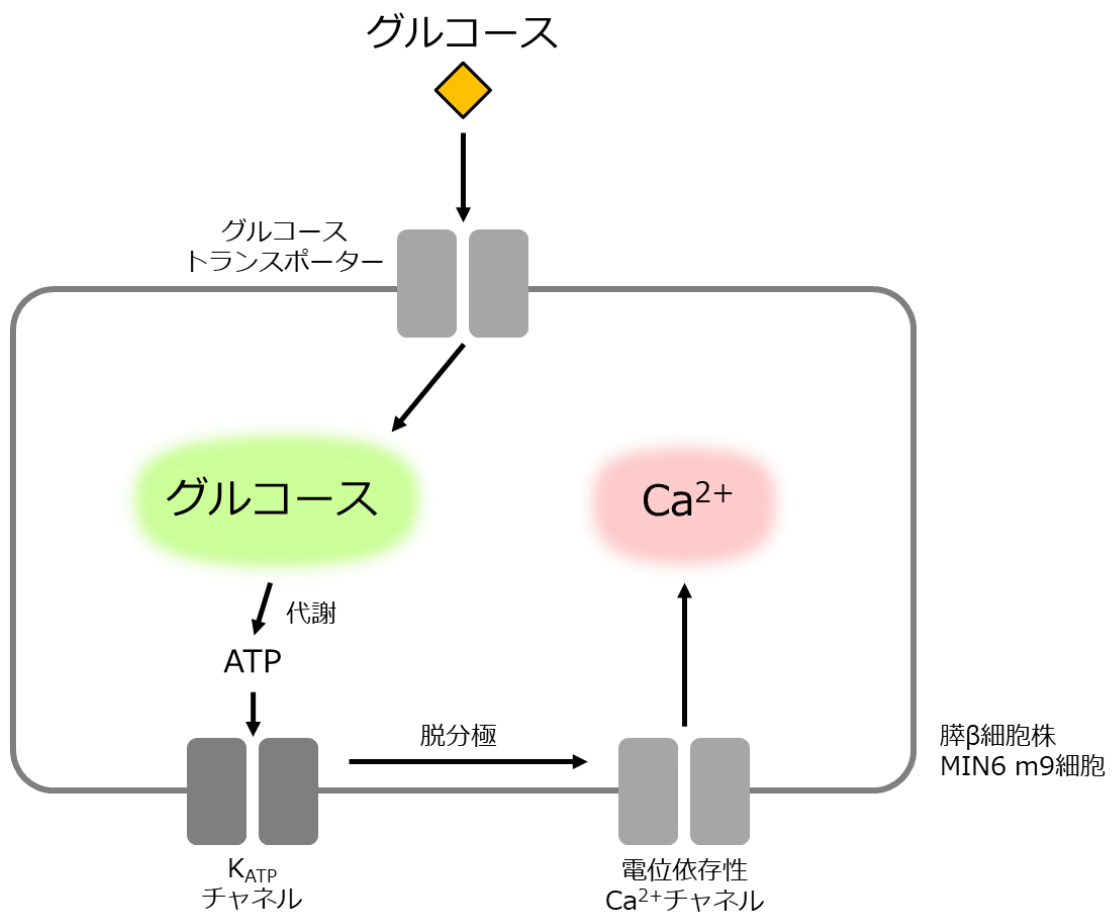 グルコース
グルコース
トランスポーター
グルコース
Ca²⁺
代謝
ATP
脱分極
膵β細胞株
MIN6 m9細胞
K_ATP
チャネル
電位依存性
Ca²⁺チャネル